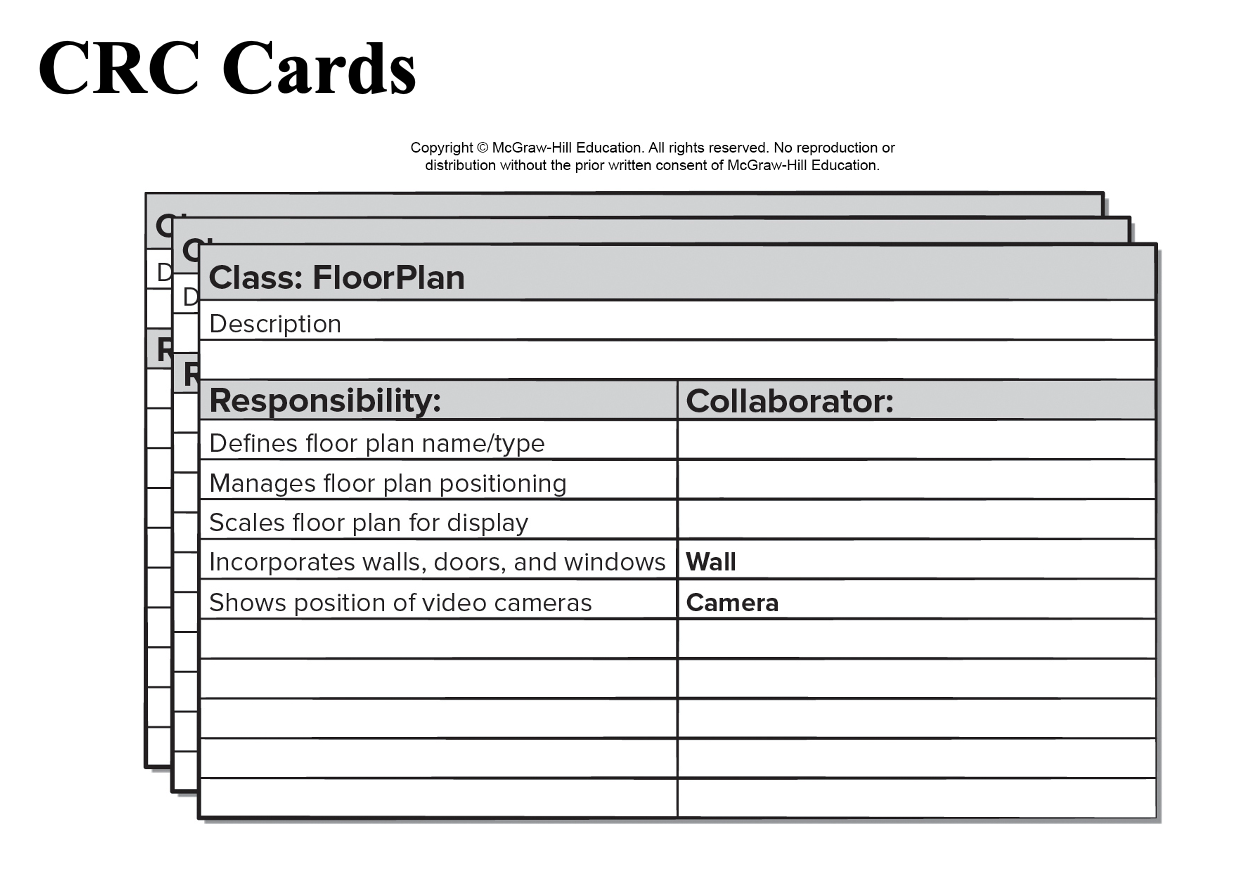 CRC Cards
Copyright © McGraw-Hill Education. All rights reserved. No reproduction or
distribution without the prior written consent of McGraw-Hill Education.
Class: FloorPlan
Description
Responsibility:
Collaborator:
Defines floor plan name/type
Manages floor plan positioning
Scales floor plan for display
Incorporates walls, doors, and windows
Wall
Shows position of video cameras
Camera